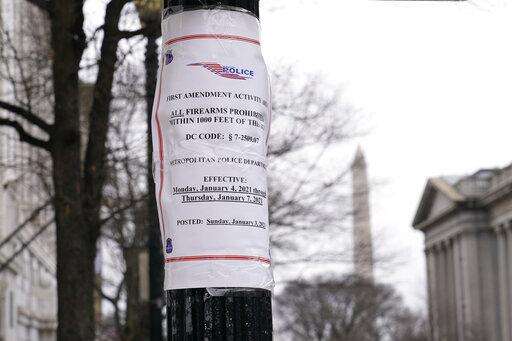 POLICE
FIRST AMENDMENT ACTIVITY
ALL FIREARMS PROHIBITED
WITHIN 1000 FEET OF THE
DC CODE: § 7-2509.07
METROPOLITAN POLICE
EFFECTIVE:
Monday, January 4, 2021 through
Thursday, January 7, 2021
POSTED: Sunday, January 3,